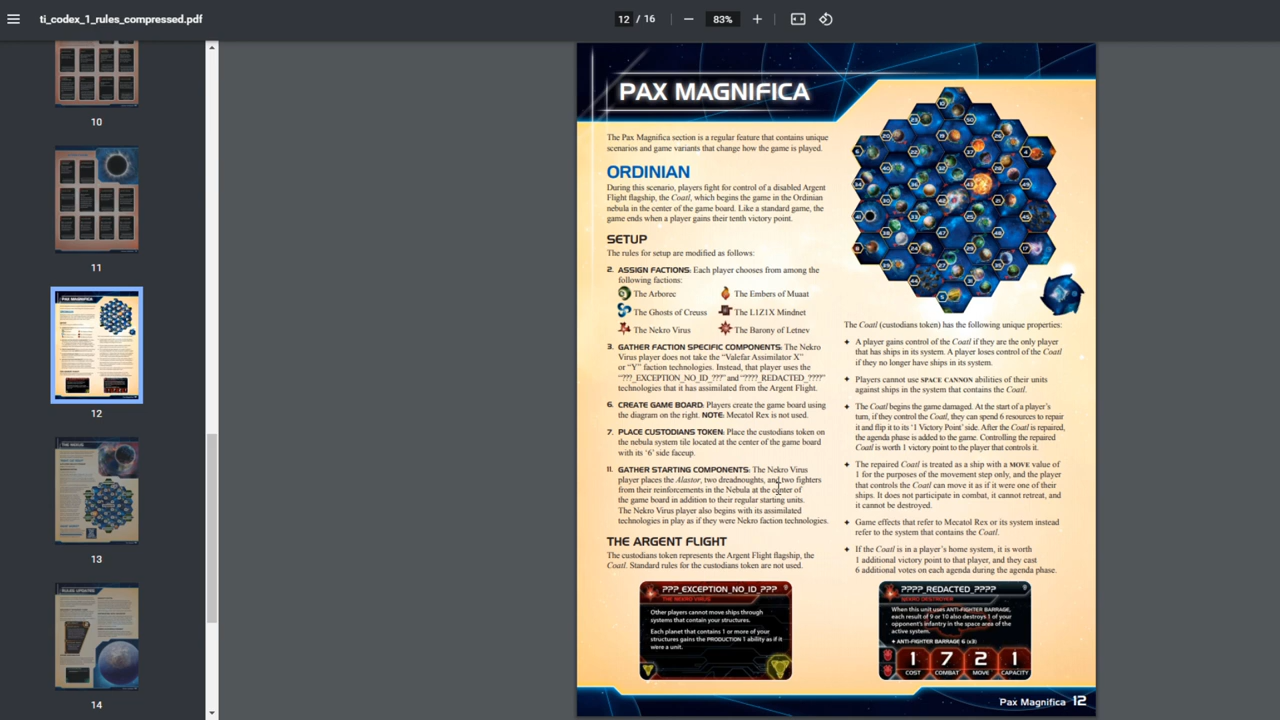 ti_codex_1_rules_compressed.pdf
12 / 16
83%
10
11
12
13
14
PAX MAGNIFICA
The Pax Magnifica section is a regular feature that contains unique
scenarios and game variants that change how the game is played.
ORDINIAN
During this scenario, players fight for control of a disabled Argent
Flight flagship, the Coatl, which begins the game in the Ordinian
nebula in the center of the game board. Like a standard game, the
game ends when a player gains their tenth victory point.
SETUP
The rules for setup are modified as follows:
2. ASSIGN FACTIONS: Each player chooses from among the
following factions:
The Arborec The Embers of Muaat
The Ghosts of Creuss The L1Z1X Mindnet
The Nekro Virus The Barony of Letnev
3. GATHER FACTION SPECIFIC COMPONENTS: The Nekro
Virus player does not take the “Valefar Assimilator X”
or “Y” faction technologies. Instead, that player uses the
“???_EXCEPTION_NO_ID_???” and “????_REDACTED_????”
technologies that it has assimilated from the Argent Flight.
6. CREATE GAME BOARD: Players create the game board using
the diagram on the right. NOTE: Mecatol Rex is not used.
7. PLACE CUSTODIANS TOKEN: Place the custodians token on
the nebula system tile located at the center of the game board
with its ‘6’ side faceup.
11. GATHER STARTING COMPONENTS: The Nekro Virus
player places the Alastor, two dreadnoughts, and two fighters
from their reinforcements in the Nebula at the center of
the game board in addition to their regular starting units.
The Nekro Virus player also begins with its assimilated
technologies in play as if they were Nekro faction technologies.
THE ARGENT FLIGHT
The custodians token represents the Argent Flight flagship, the
Coatl. Standard rules for the custodians token are not used.
The Coatl (custodians token) has the following unique properties:
A player gains control of the Coatl if they are the only player
that has ships in its system. A player loses control of the Coatl
if they no longer have ships in its system.
Players cannot use SPACE CANNON abilities of their units
against ships in the system that contains the Coatl.
The Coatl begins the game damaged. At the start of a player’s
turn, if they control the Coatl, they can spend 6 resources to repair
it and flip it to its ‘1 Victory Point’ side. After the Coatl is repaired,
the agenda phase is added to the game. Controlling the repaired
Coatl is worth 1 victory point to the player that controls it.
The repaired Coatl is treated as a ship with a MOVE value of
1 for the purposes of the movement step only, and the player
that controls the Coatl can move it as if it were one of their
ships. It does not participate in combat, it cannot retreat, and
it cannot be destroyed.
Game effects that refer to Mecatol Rex or its system instead
refer to the system that contains the Coatl.
If the Coatl is in a player’s home system, it is worth
1 additional victory point to that player, and they cast
6 additional votes on each agenda during the agenda phase.
???_EXCEPTION_NO_ID_???
THE NEKRO VIRUS
Other players cannot move ships through
systems that contain your structures.
Each planet that contains 1 or more of your
structures gains the PRODUCTION 1 ability as if it
were a unit.
????_REDACTED_????
NEKRO DESTROYER
When this unit uses ANTI-FIGHTER BARRAGE,
each result of 9 or 10 also destroys 1 of your
opponent’s infantry in the space area of the
active system.
ANTI-FIGHTER BARRAGE 6 (x3)
1 7 2 1
COST COMBAT MOVE CAPACITY
Pax Magnifica 12